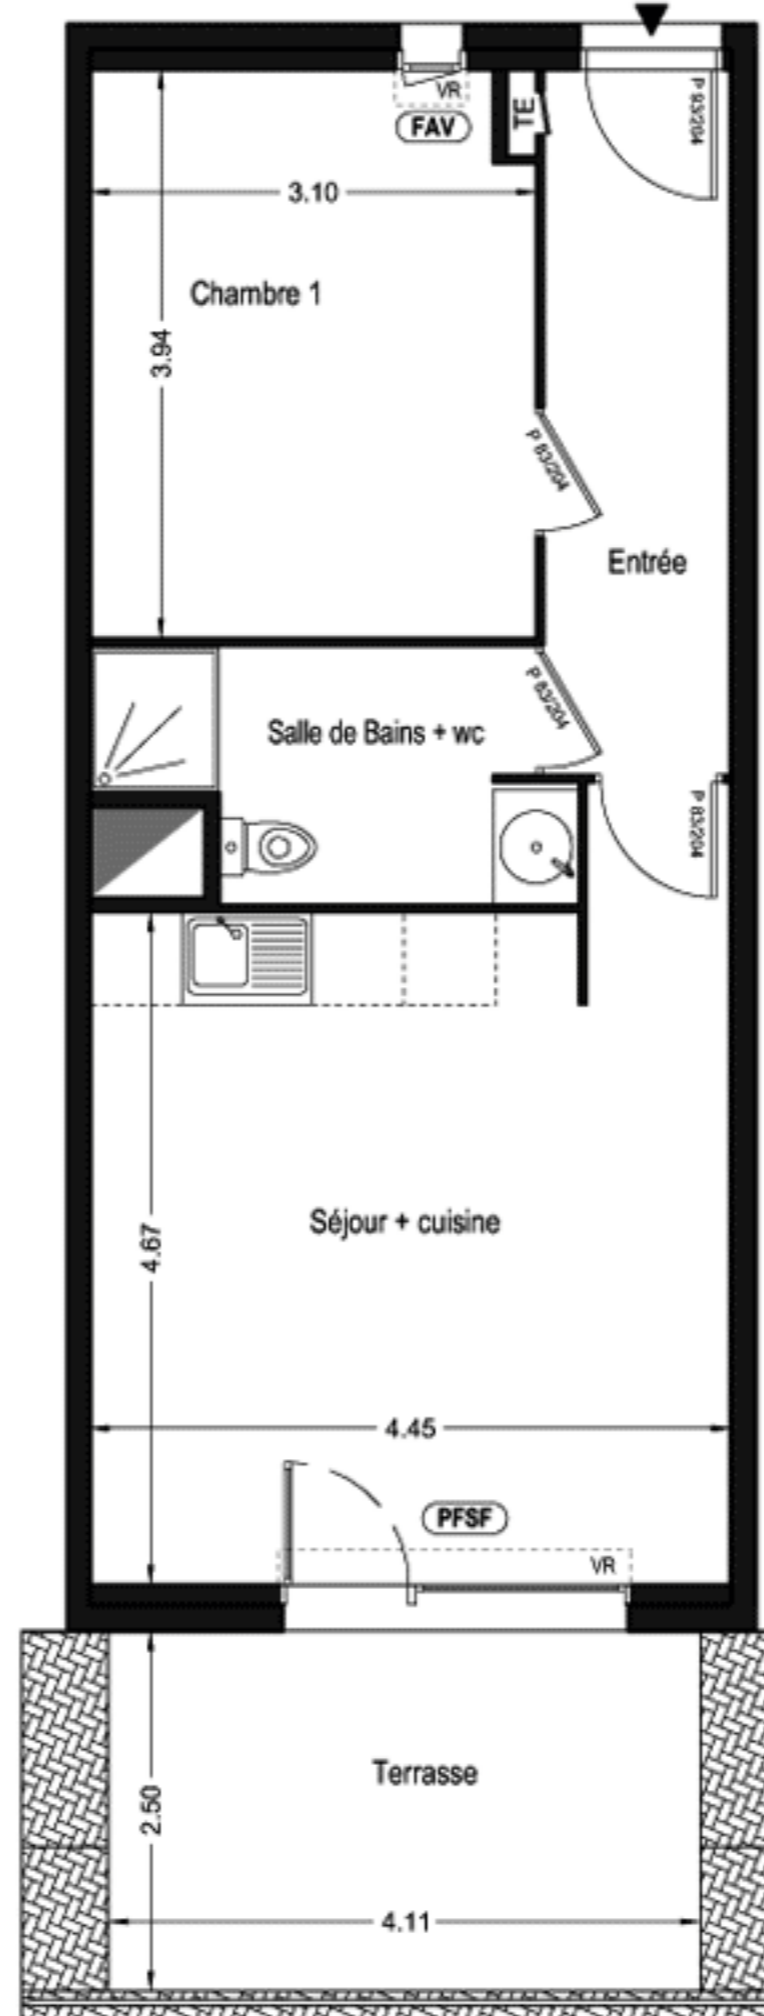 VR
FAV
TE
P 93/204
3.10
Chambre 1
3.94
P 83/204
Entrée
P 83/204
Salle de Bains + wc
P 83/204
4.67
Séjour + cuisine
4.45
PFSF
VR
Terrasse
2.50
4.11